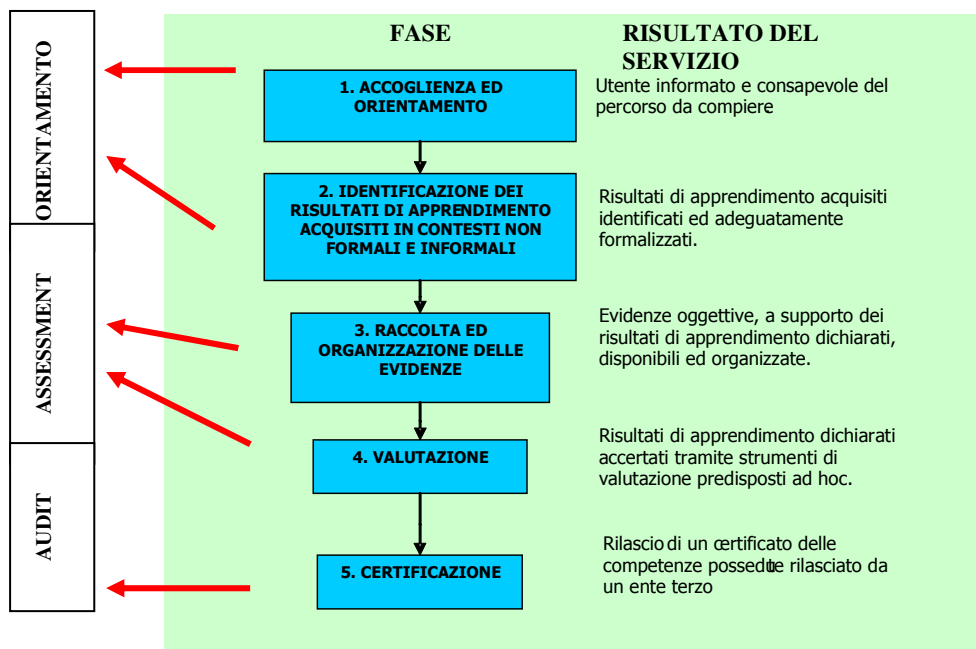 ORIENTAMENTO
ASSESSMENT
AUDIT
FASE
RISULTATO DEL
SERVIZIO
1. ACCOGLIENZA ED
ORIENTAMENTO
Utente informato e consapevole del
percorso da compiere
2. IDENTIFICAZIONE DEI
RISULTATI DI APPRENDIMENTO
ACQUISITI IN CONTESTI NON
FORMALI E INFORMALI
Risultati di apprendimento acquisiti
identificati ed adeguatamente
formalizzati.
3. RACCOLTA ED
ORGANIZZAZIONE DELLE
EVIDENZE
Evidenze oggettive, a supporto dei
risultati di apprendimento dichiarati,
disponibili ed organizzate.
4. VALUTAZIONE
Risultati di apprendimento dichiarati
accertati tramite strumenti di
valutazione predisposti ad hoc.
5. CERTIFICAZIONE
Rilascio di un certificato delle
competenze possedute rilasciato da
un ente terzo